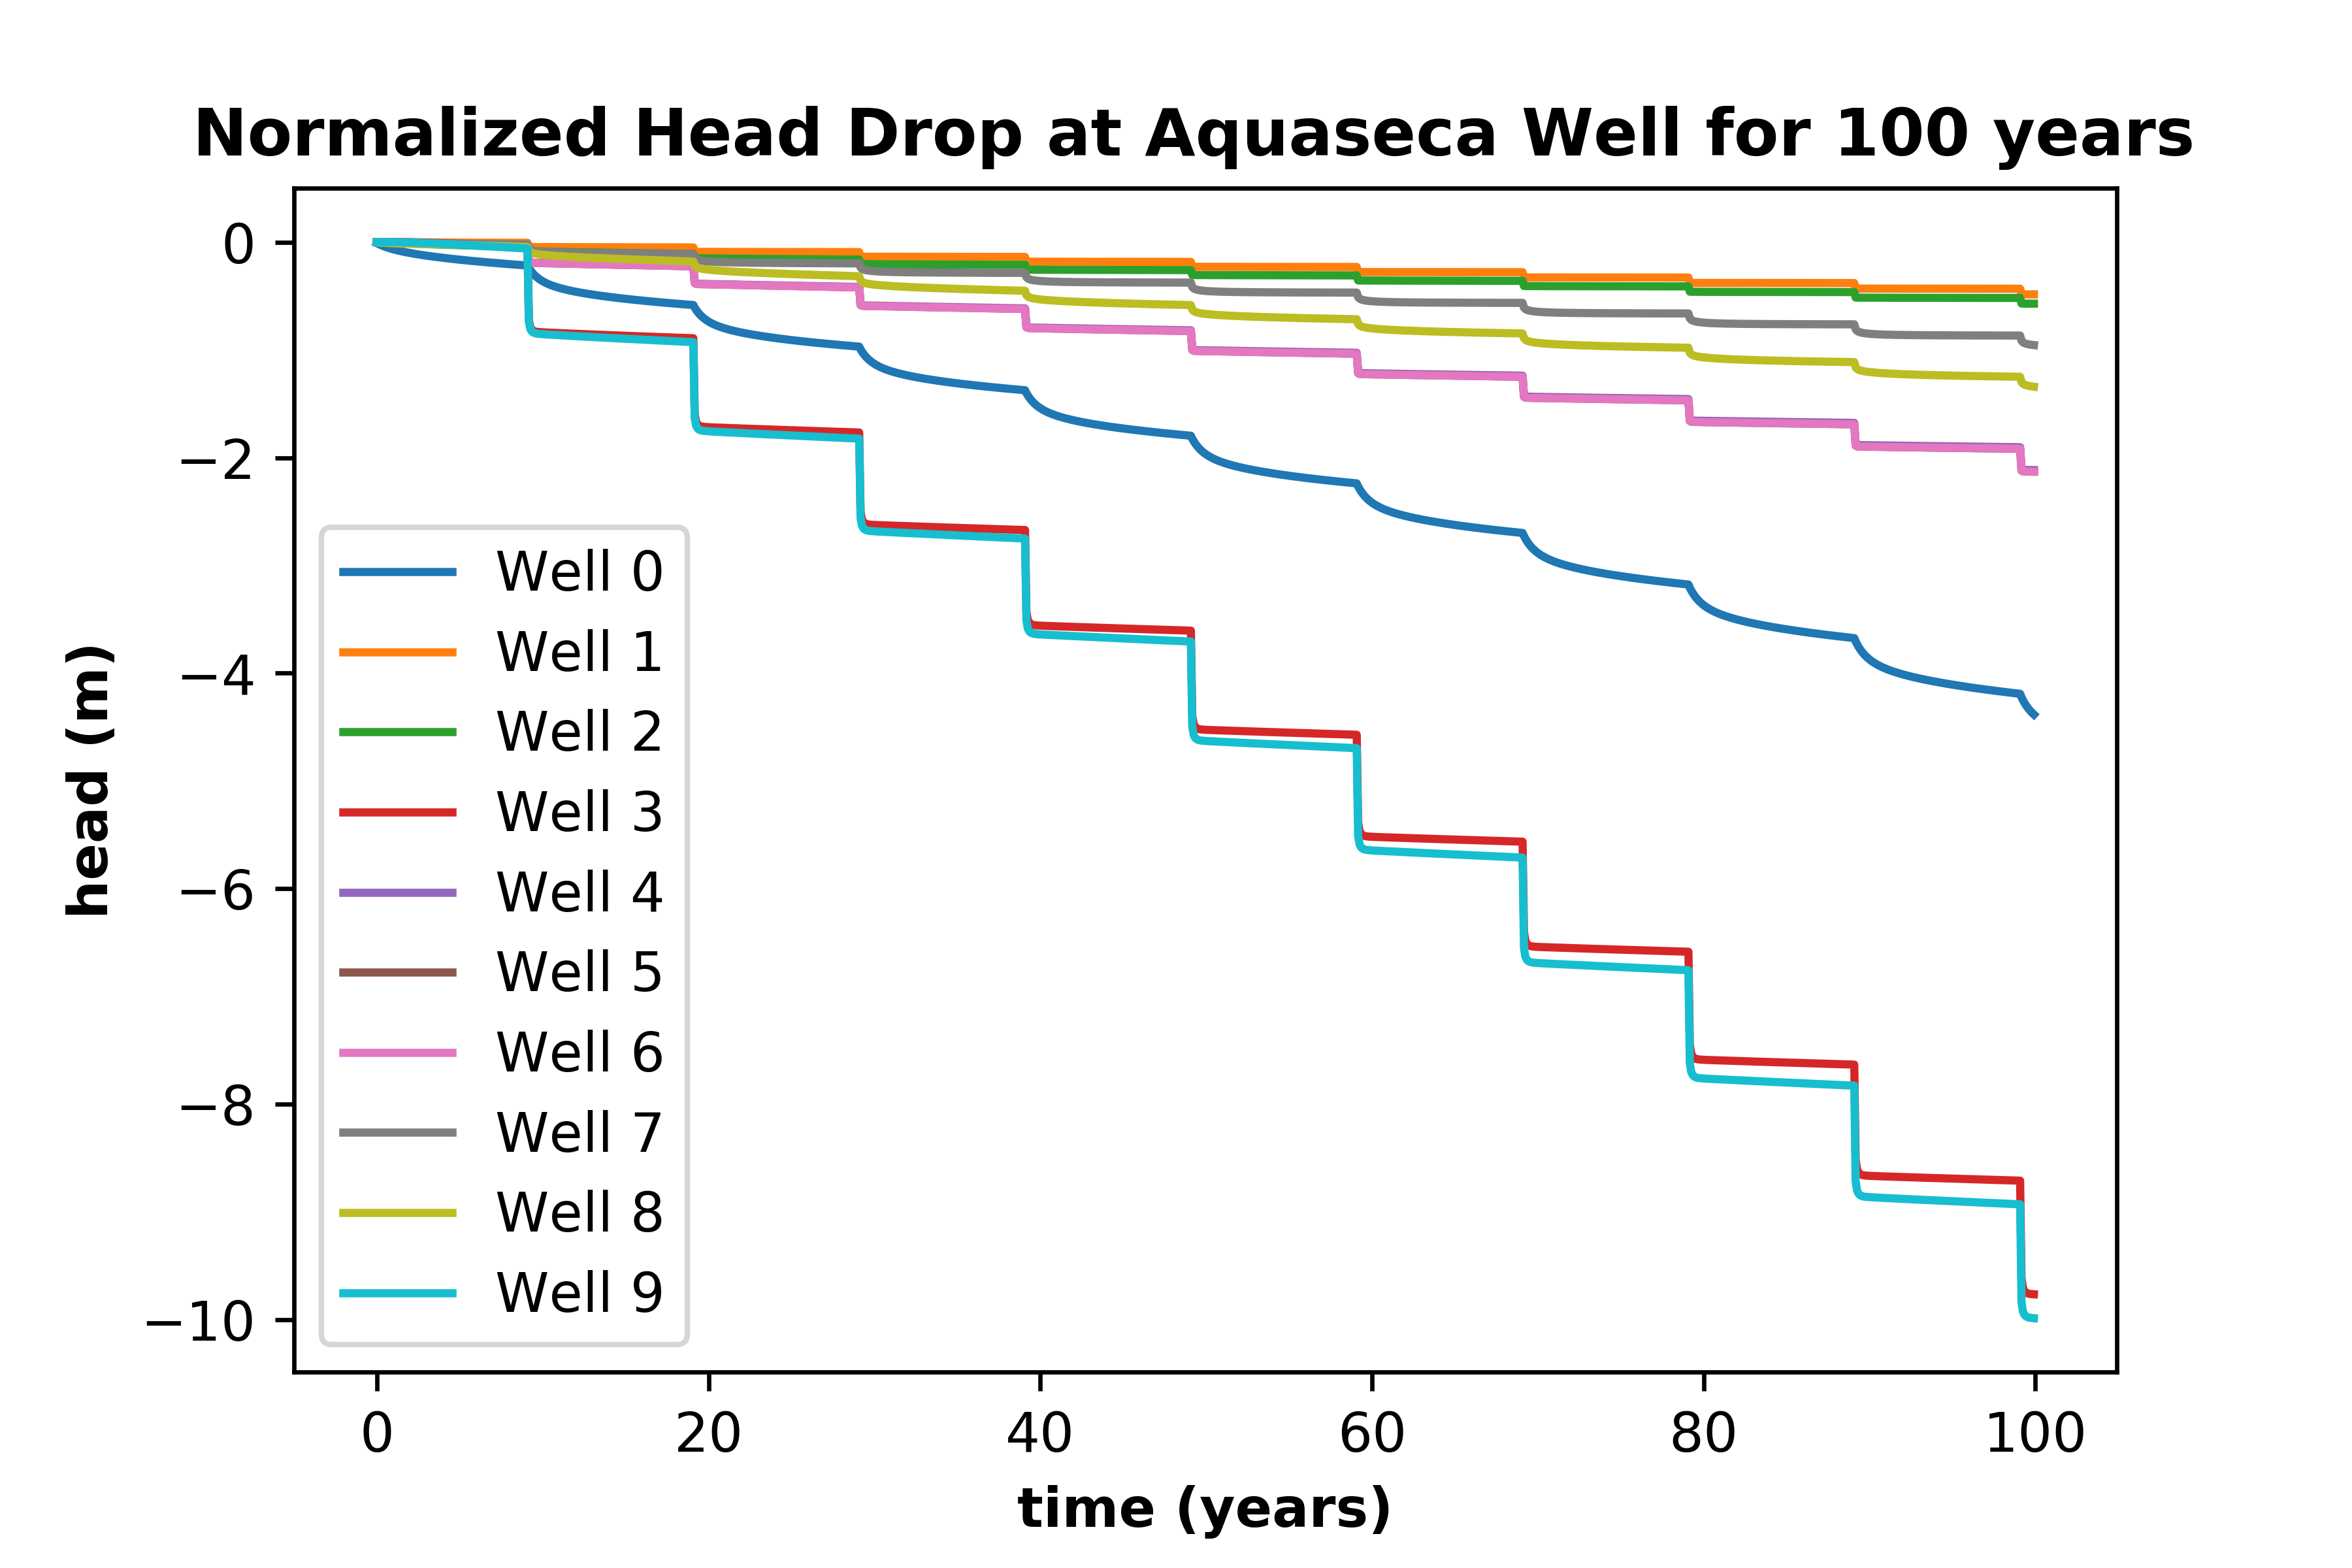 Normalized Head Drop at Aquaseca Well for 100 years
0
−2
−4
−6
−8
−10
head (m)
Well 0
Well 1
Well 2
Well 3
Well 4
Well 5
Well 6
Well 7
Well 8
Well 9
0 20 40 60 80 100
time (years)